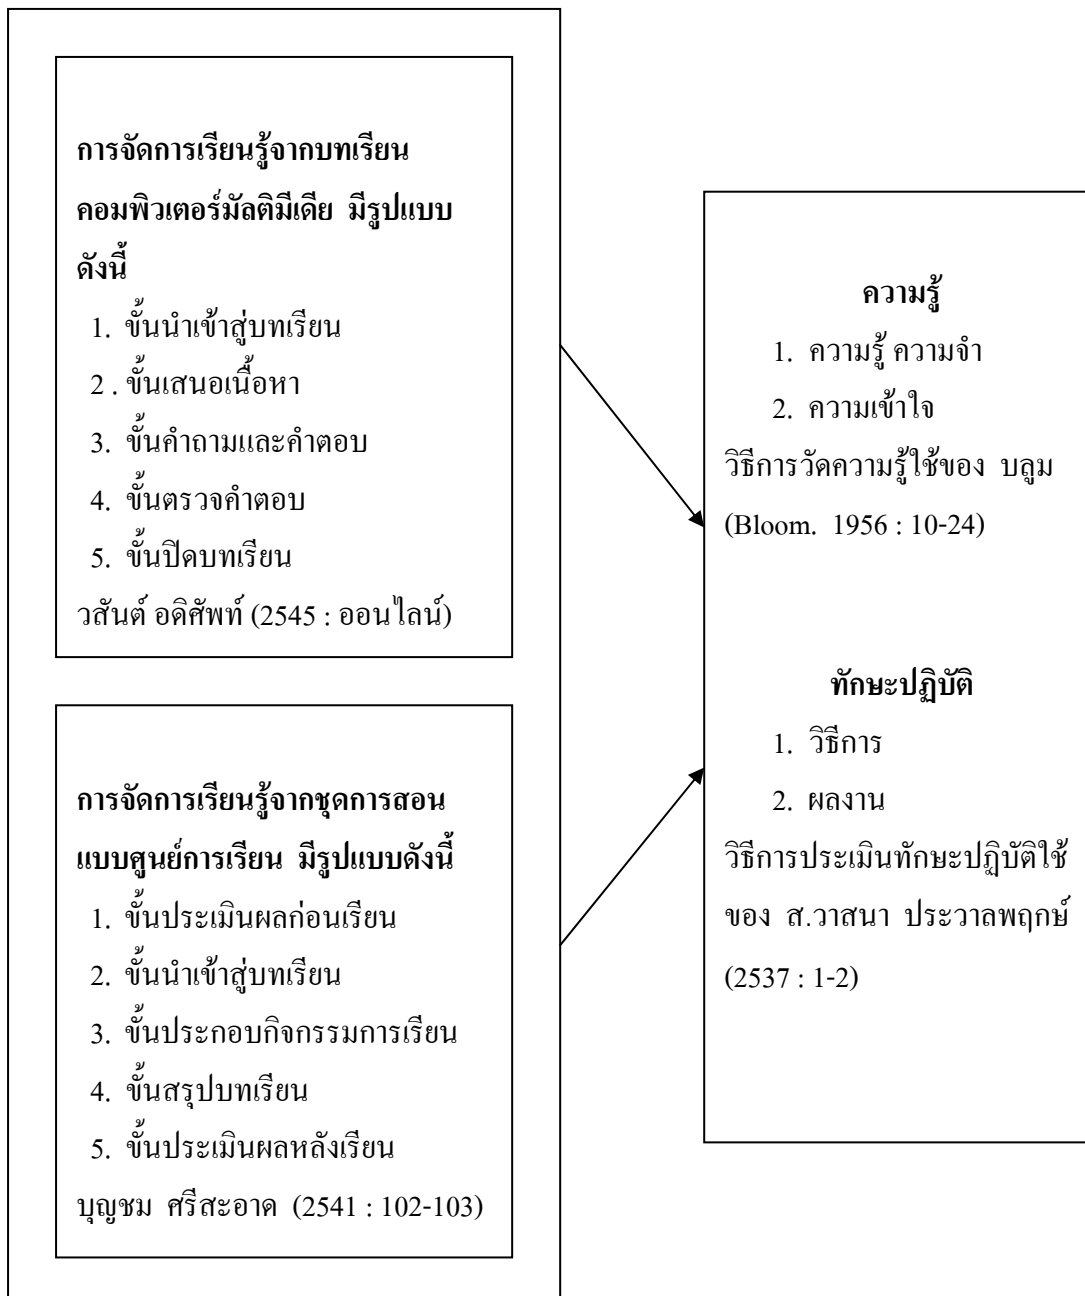 การจัดการเรียนรู้จากบทเรียน
คอมพิวเตอร์มัลติมีเดีย มีรูปแบบ
ดังนี้
1. ขั้นนำเข้าสู่บทเรียน
2 . ขั้นเสนอเนื้อหา
3. ขั้นคำถามและคำตอบ
4. ขั้นตรวจคำตอบ
5. ขั้นปิดบทเรียน
วสันต์ อดิศัพท์ (2545 : ออนไลน์)
การจัดการเรียนรู้จากชุดการสอน
แบบศูนย์การเรียน มีรูปแบบดังนี้
1. ขั้นประเมินผลก่อนเรียน
2. ขั้นนำเข้าสู่บทเรียน
3. ขั้นประกอบกิจกรรมการเรียน
4. ขั้นสรุปบทเรียน
5. ขั้นประเมินผลหลังเรียน
บุญชม ศรีสะอาด (2541 : 102-103)
ความรู้
1. ความรู้ ความจำ
2. ความเข้าใจ
วิธีการวัดความรู้ใช้ของ บลูม
(Bloom. 1956 : 10-24)
ทักษะปฏิบัติ
1. วิธีการ
2. ผลงาน
วิธีการประเมินทักษะปฏิบัติใช้
ของ ส.วาสนา ประวาลพฤกษ์
(2537 : 1-2)